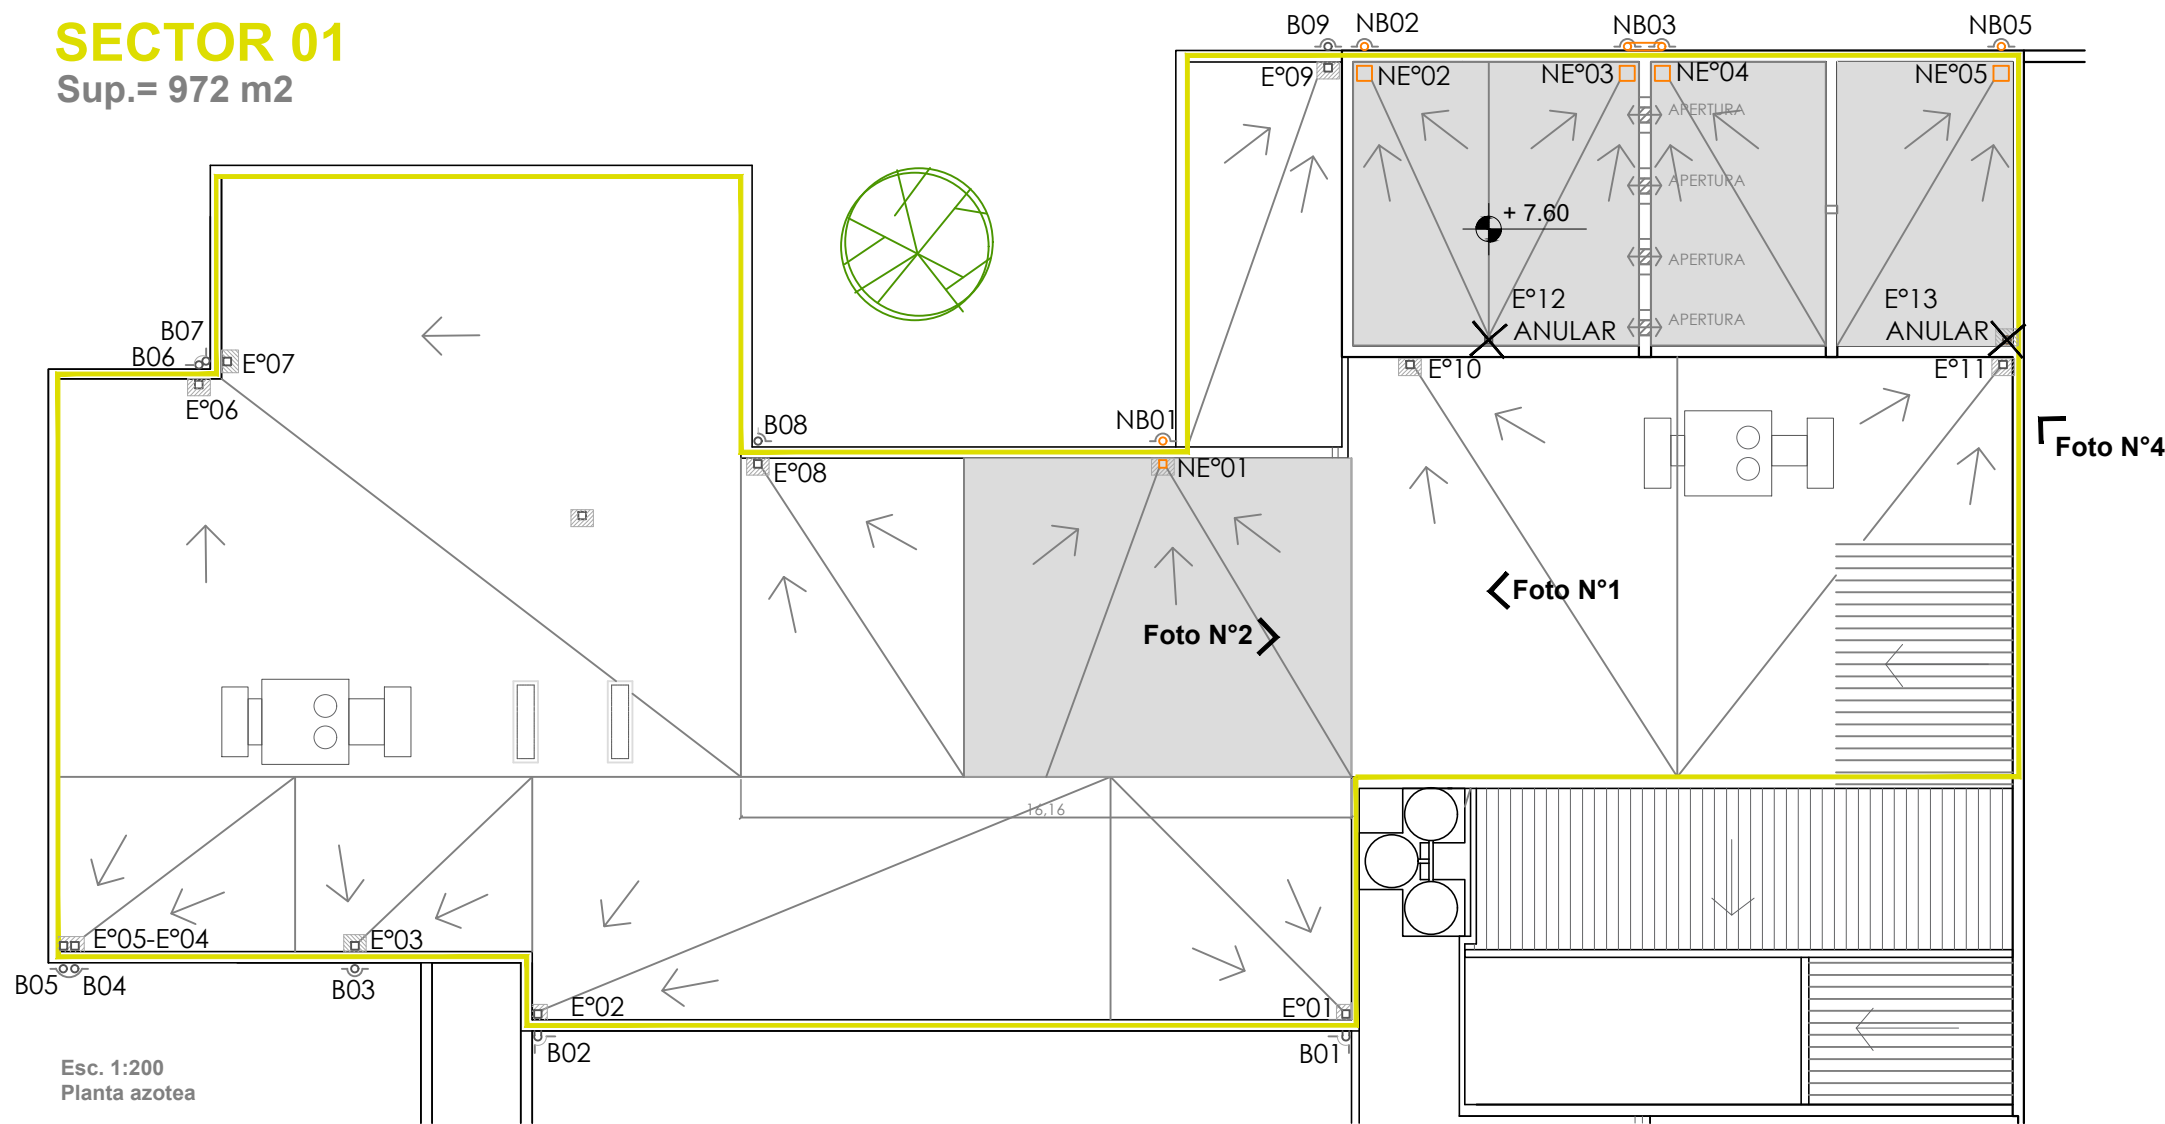 SECTOR 01
Sup.= 972 m2
B09
NB02
NB03
NB05
E°09
NE°02
NE°03
NE°04
NE°05
APERTURA
APERTURA
+ 7.60
APERTURA
E°12
ANULAR
APERTURA
E°13
ANULAR
B07
B06
E°07
E°06
E°10
E°11
B08
NB01
Foto N°4
E°08
NE°01
Foto N°1
Foto N°2
16,16
E°05-E°04
E°03
B05
B04
B03
E°02
E°01
B02
B01
Esc. 1:200
Planta azotea